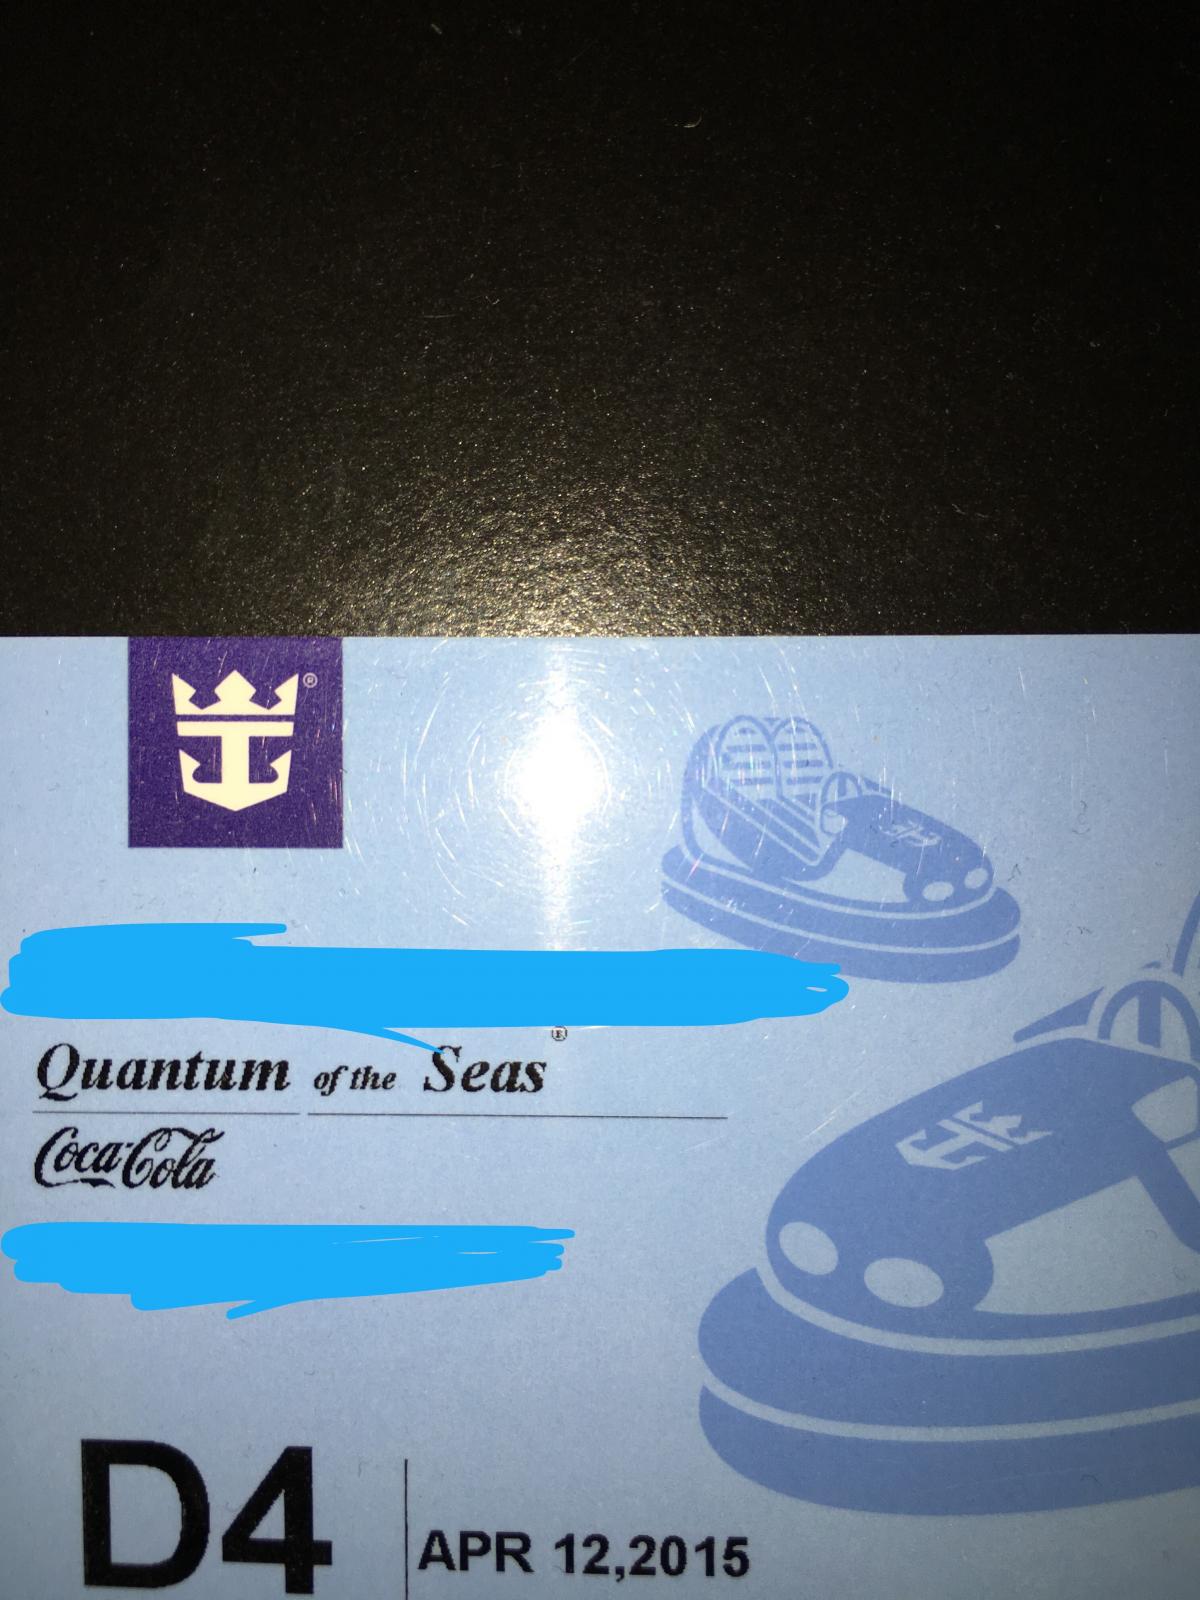 ®
Quantum of the Seas®
Coca-Cola
D4
APR 12,2015